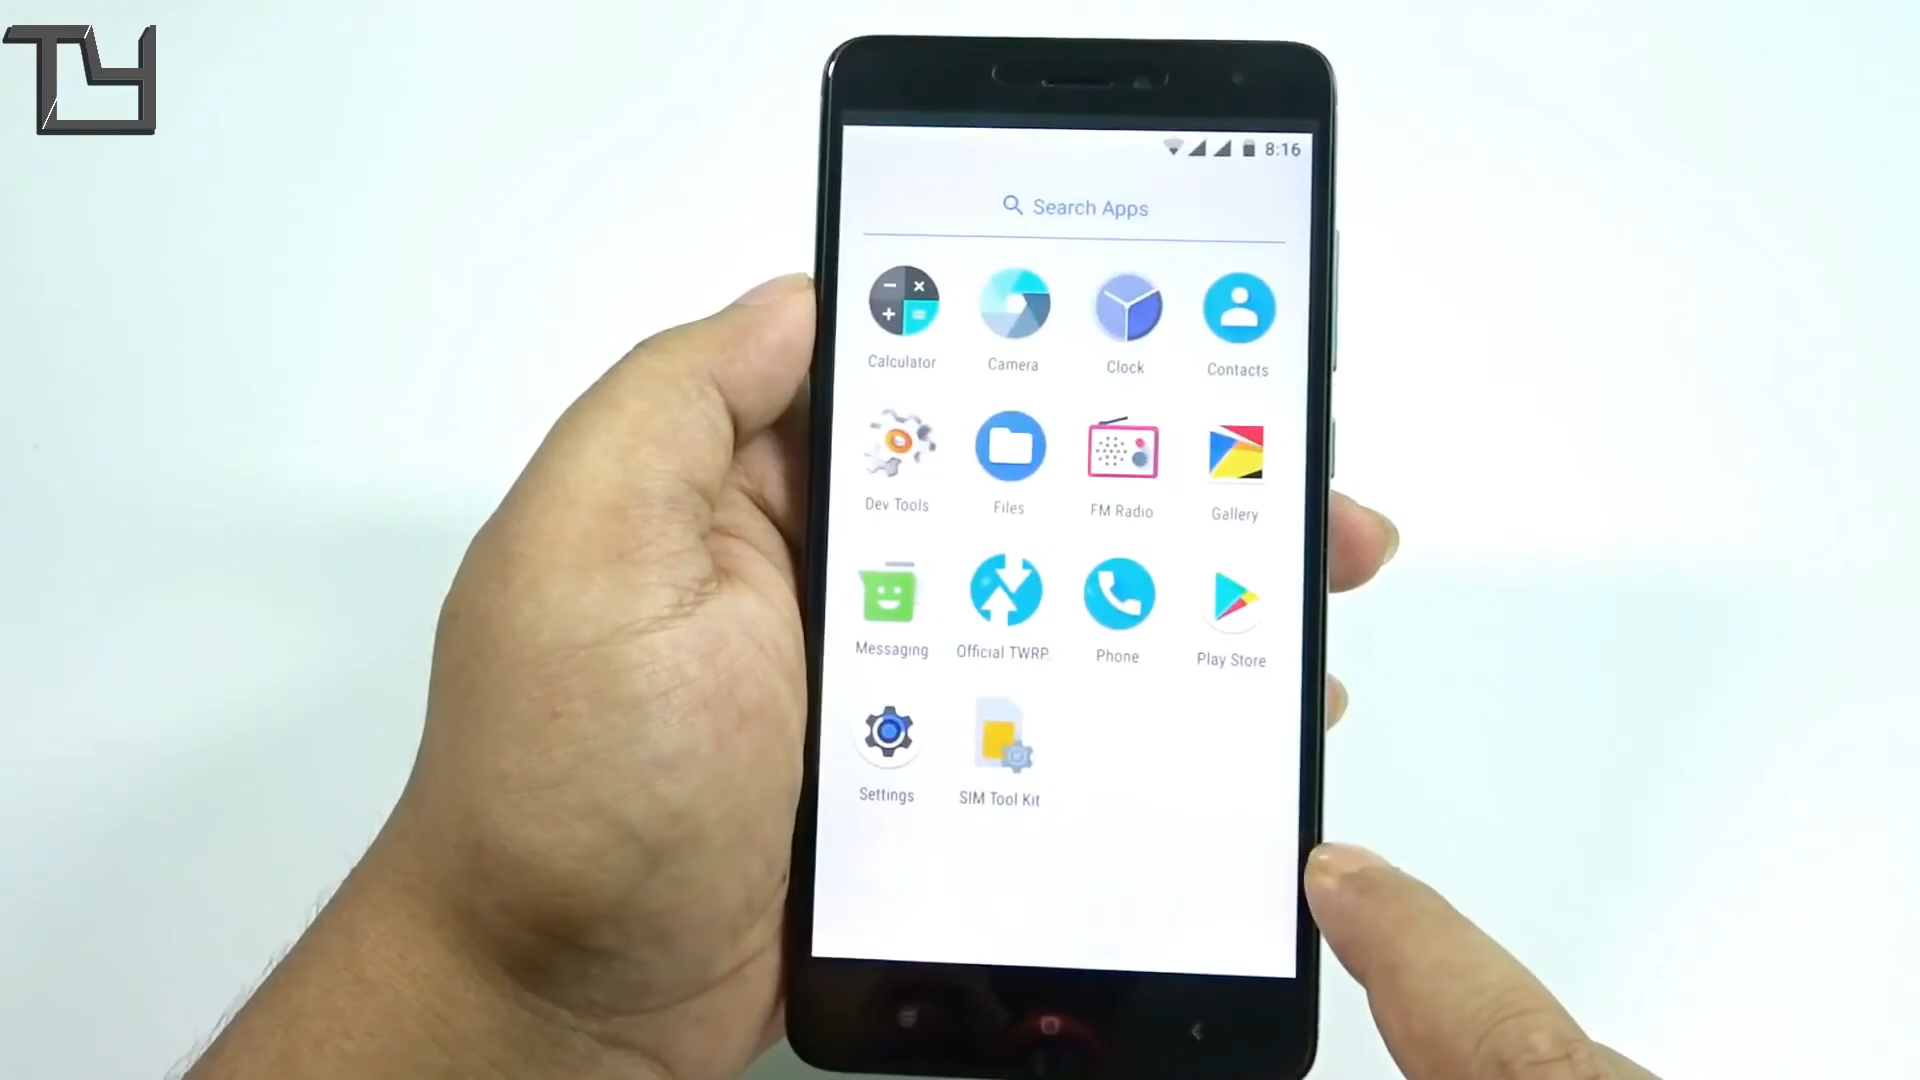 TY
8:16
Search Apps
Calculator
Camera
Clock
Contacts
Dev Tools
Files
FM Radio
Gallery
Messaging
Official TWRP.
Phone
Play Store
Settings
SIM Tool Kit